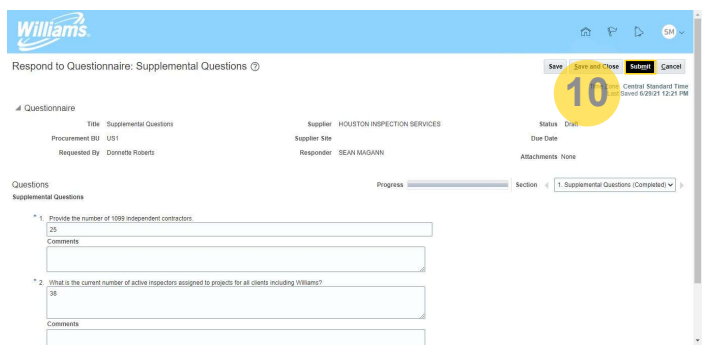 Williams.
SM
Respond to Questionnaire: Supplemental Questions
Save Save and Close Submit Cancel
10
Time Zone Central Standard Time
Last Saved 6/29/21 12:21 PM
Questionnaire
Title Supplemental Questions Supplier HOUSTON INSPECTION SERVICES Status Draft
Procurement BU US1 Supplier Site Due Date
Requested By Dennette Roberts Responder SEAN MAGANN Attachments None
Questions Progress Section 1. Supplemental Questions (Completed)
Supplemental Questions
* 1. Provide the number of 1099 independent contractors.
25
Comments
* 2. What is the current number of active inspectors assigned to projects for all clients including Williams?
38
Comments